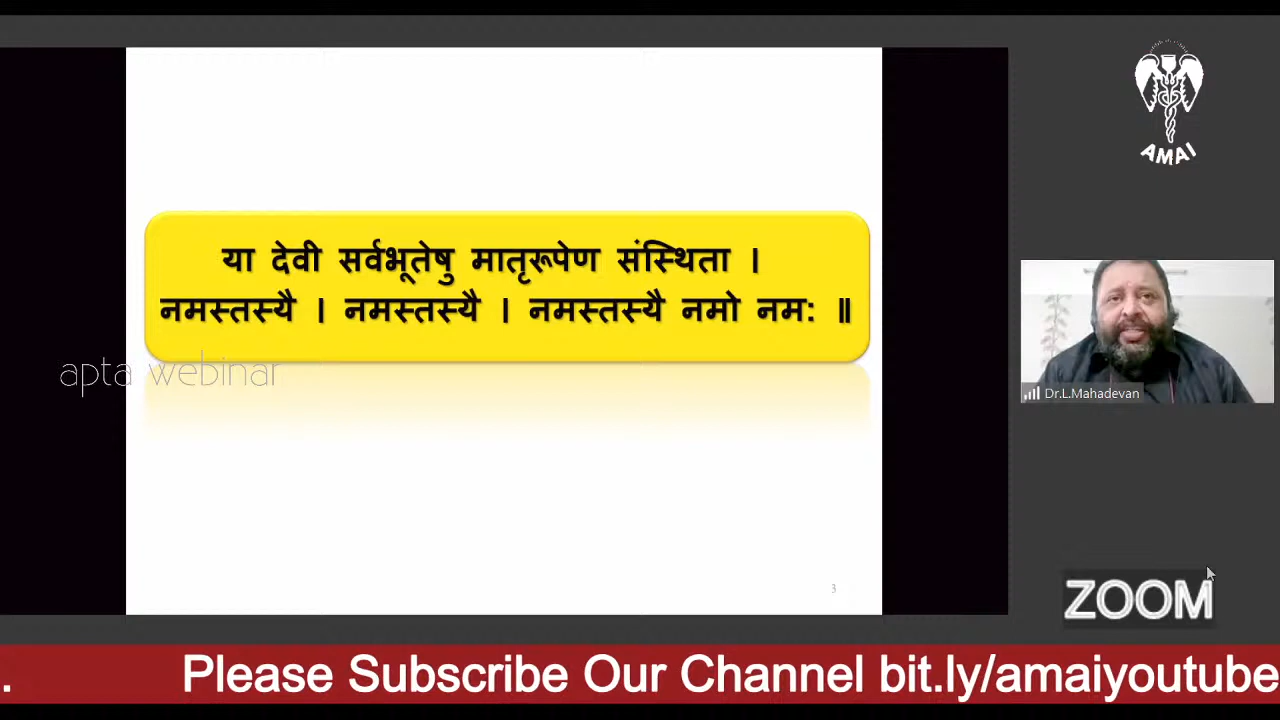 AMAI
या देवी सर्वभूतेषु मातृरूपेण संस्थिता ।
नमस्तस्यै । नमस्तस्यै । नमस्तस्यै नमो नम: ॥
apta webinar
Dr.L.Mahadevan
3
ZOOM
. Please Subscribe Our Channel bit.ly/amaiyoutube